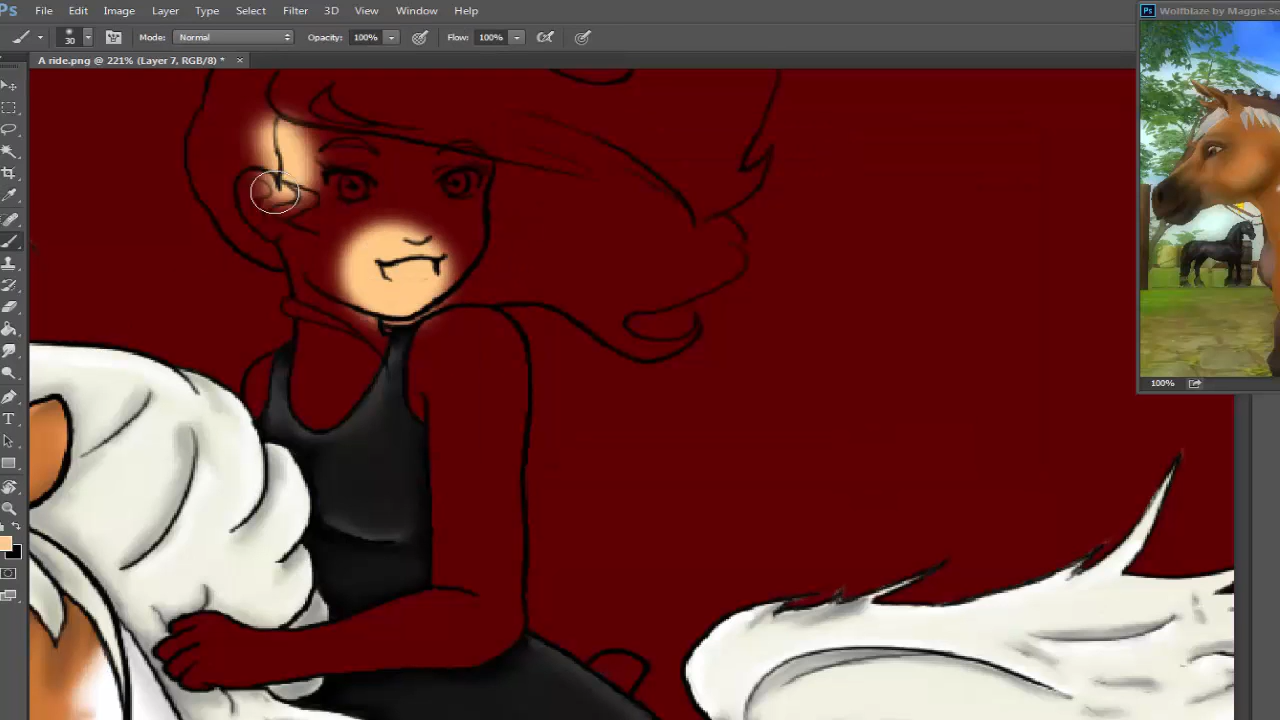 Ps File Edit Image Layer Type Select Filter 3D View Window Help
30 Mode: Normal Opacity: 100% Flow: 100%
A ride.png @ 221% (Layer 7, RGB/8) * ×
Ps Wolfblaze by Maggie Se
T
100%